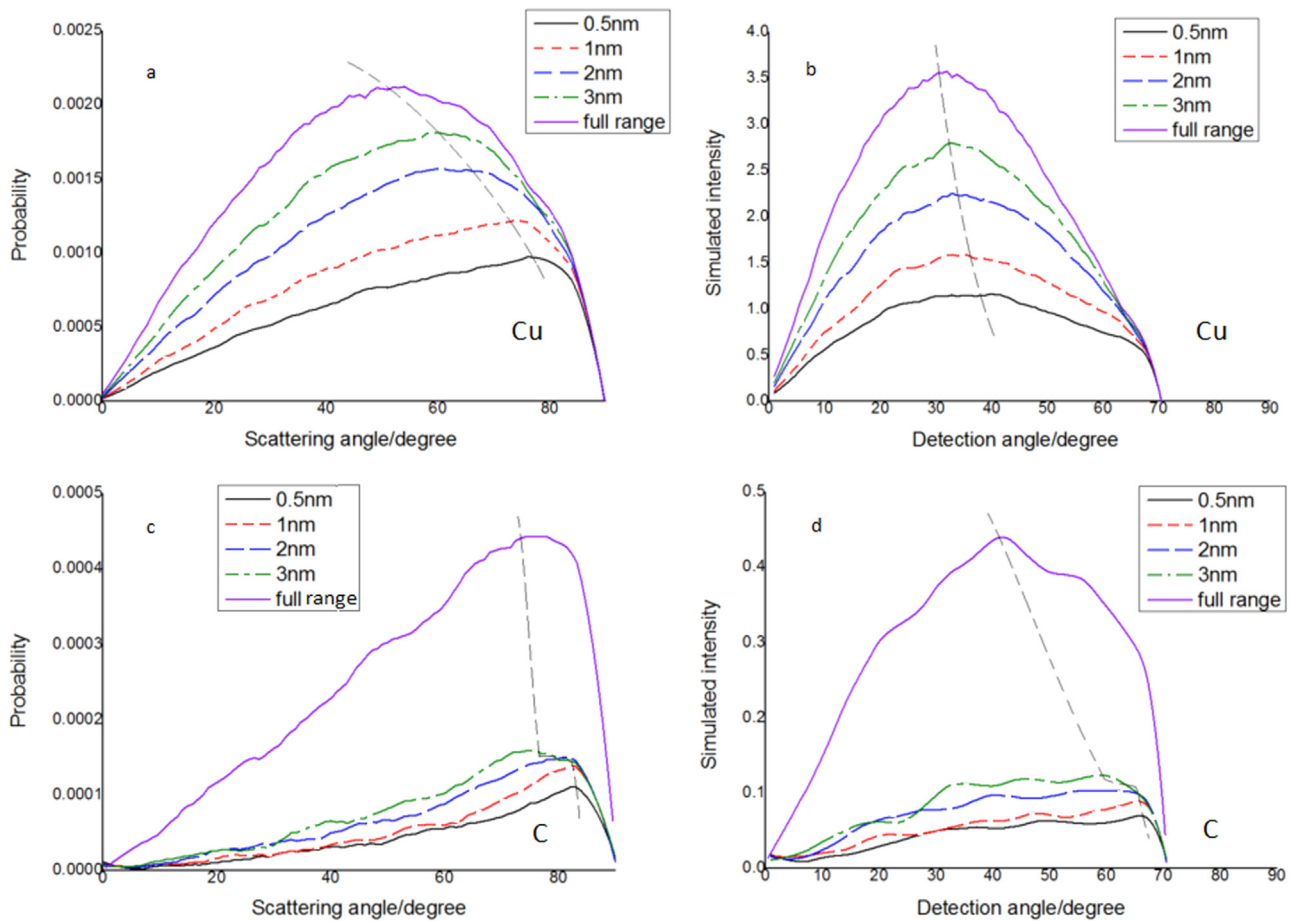 a
0.0025
0.0020
0.0015
0.0010
0.0005
0.0000
0 20 40 60 80
Probability
Scattering angle/degree
0.5nm
1nm
2nm
3nm
full range
Cu
b
4.0
3.5
3.0
2.5
2.0
1.5
1.0
0.5
0.0
0 10 20 30 40 50 60 70 80 90
Simulated intensity
Detection angle/degree
0.5nm
1nm
2nm
3nm
full range
Cu
c
0.0005
0.0004
0.0003
0.0002
0.0001
0.0000
0 20 40 60 80
Probability
Scattering angle/degree
0.5nm
1nm
2nm
3nm
full range
C
d
0.5
0.4
0.3
0.2
0.1
0.0
0 10 20 30 40 50 60 70 80 90
Simulated intensity
Detection angle/degree
0.5nm
1nm
2nm
3nm
full range
C